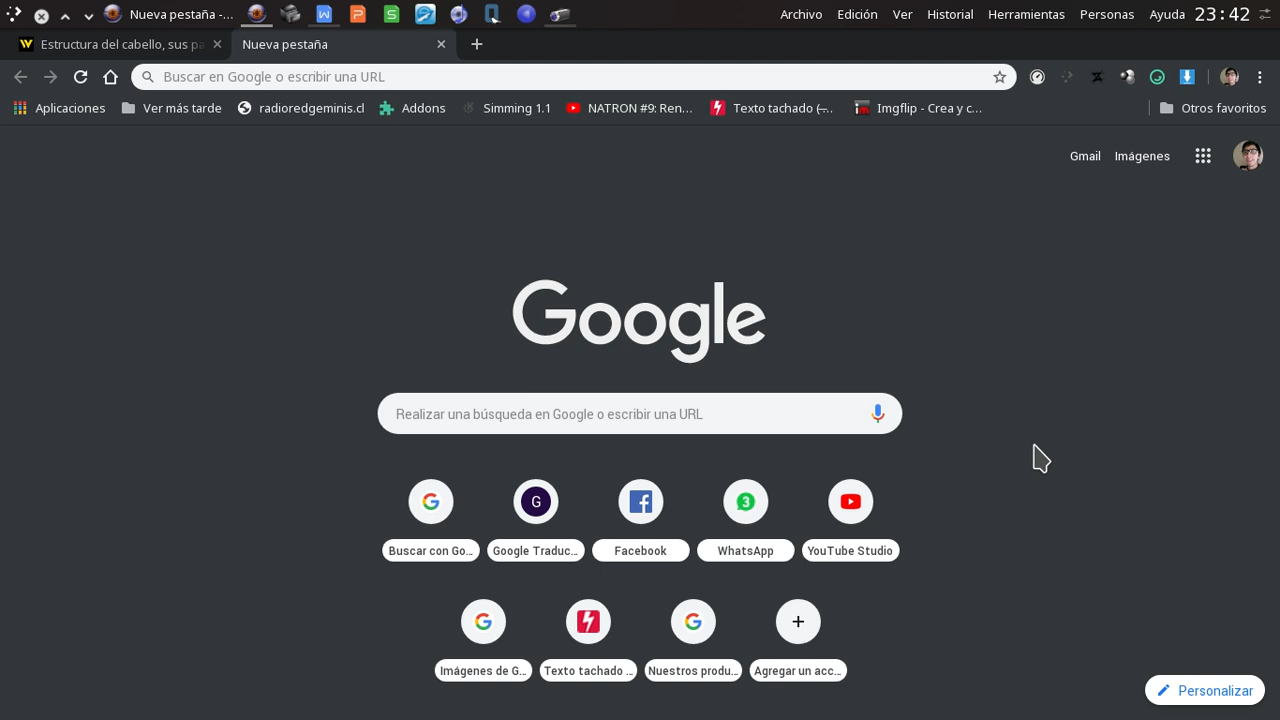 Nueva pestaña -...
Archivo Edición Ver Historial Herramientas Personas Ayuda 23:42
Estructura del cabello, sus pa
Nueva pestaña
Buscar en Google o escribir una URL
Aplicaciones Ver más tarde radioredgeminis.cl Addons Simming 1.1 NATRON #9: Ren... Texto tachado (̶... Imgflip - Crea y c... Otros favoritos
Gmail Imágenes
Google
Realizar una búsqueda en Google o escribir una URL
G
3
Buscar con Go... Google Traduc... Facebook WhatsApp YouTube Studio
Imágenes de G... Texto tachado ... Nuestros produ... Agregar un acc...
Personalizar